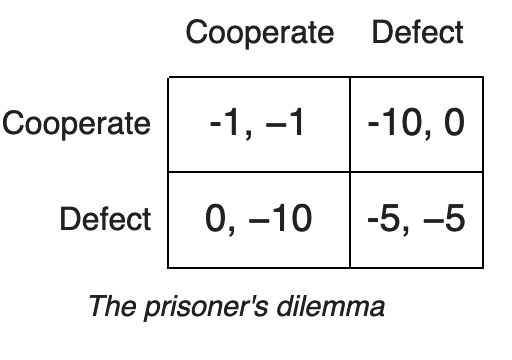 Cooperate Defect
Cooperate -1, –1 -10, 0
Defect 0, –10 -5, –5
The prisoner's dilemma